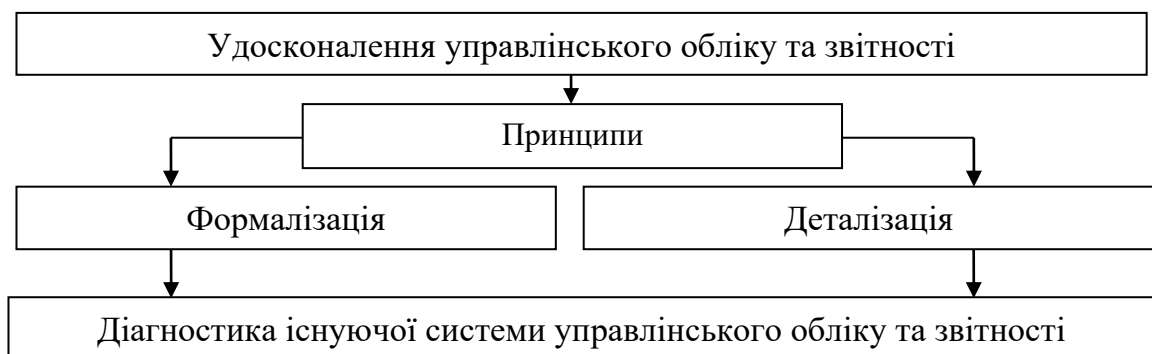 Удосконалення управлінського обліку та звітності
Принципи
Формалізація
Деталізація
Діагностика існуючої системи управлінського обліку та звітності